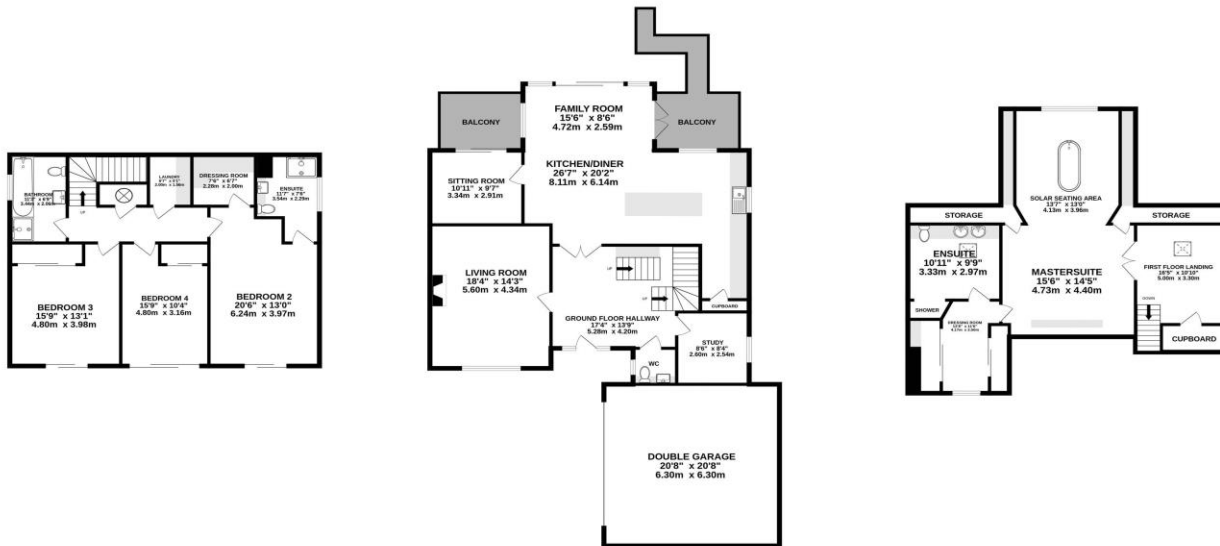 BATHROOM
UP
LAUNDRY
DRESSING ROOM
7'6" x 6'7"
2.28m x 2.00m
ENSUITE
11'7" x 7'6"
3.54m x 2.29m
BEDROOM 3
15'9" x 13'1"
4.80m x 3.98m
BEDROOM 4
15'9" x 10'4"
4.80m x 3.16m
BEDROOM 2
20'6" x 13'0"
6.24m x 3.97m
FAMILY ROOM
15'6" x 8'6"
4.72m x 2.59m
BALCONY
BALCONY
KITCHEN/DINER
26'7" x 20'2"
8.11m x 6.14m
SITTING ROOM
10'11" x 9'7"
3.34m x 2.91m
LIVING ROOM
18'4" x 14'3"
5.60m x 4.34m
UP
UP
CUPBOARD
GROUND FLOOR HALLWAY
17'4" x 13'9"
5.28m x 4.20m
STUDY
8'6" x 8'4"
2.60m x 2.54m
WC
DOUBLE GARAGE
20'8" x 20'8"
6.30m x 6.30m
SOLAR SEATING AREA
13'7" x 13'0"
4.13m x 3.96m
STORAGE
STORAGE
ENSUITE
10'11" x 9'9"
3.33m x 2.97m
MASTERSUITE
15'6" x 14'5"
4.73m x 4.40m
FIRST FLOOR LANDING
16'5" x 10'10"
5.00m x 3.30m
DOWN
SHOWER
DRESSING ROOM
CUPBOARD